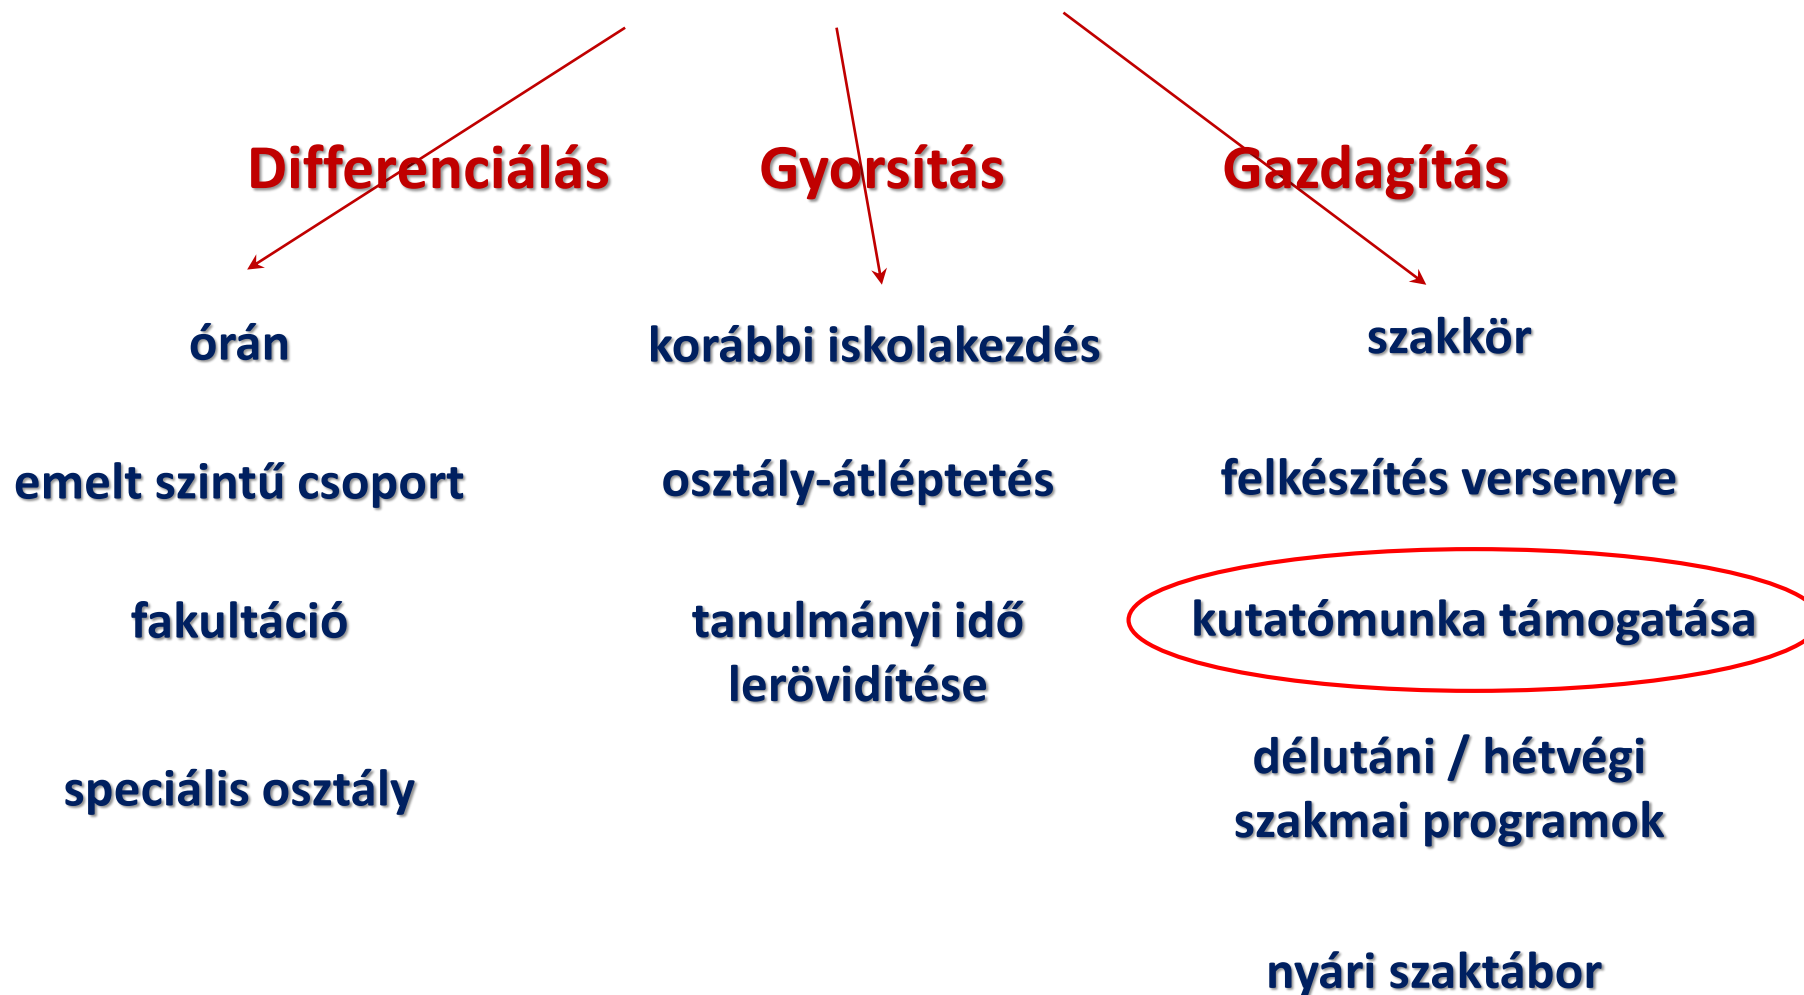 Differenciálás
Gyorsítás
Gazdagítás
órán
korábbi iskolakezdés
szakkör
emelt szintű csoport
osztály-átléptetés
felkészítés versenyre
fakultáció
tanulmányi idő
lerövidítése
kutatómunka támogatása
speciális osztály
délutáni / hétvégi
szakmai programok
nyári szaktábor